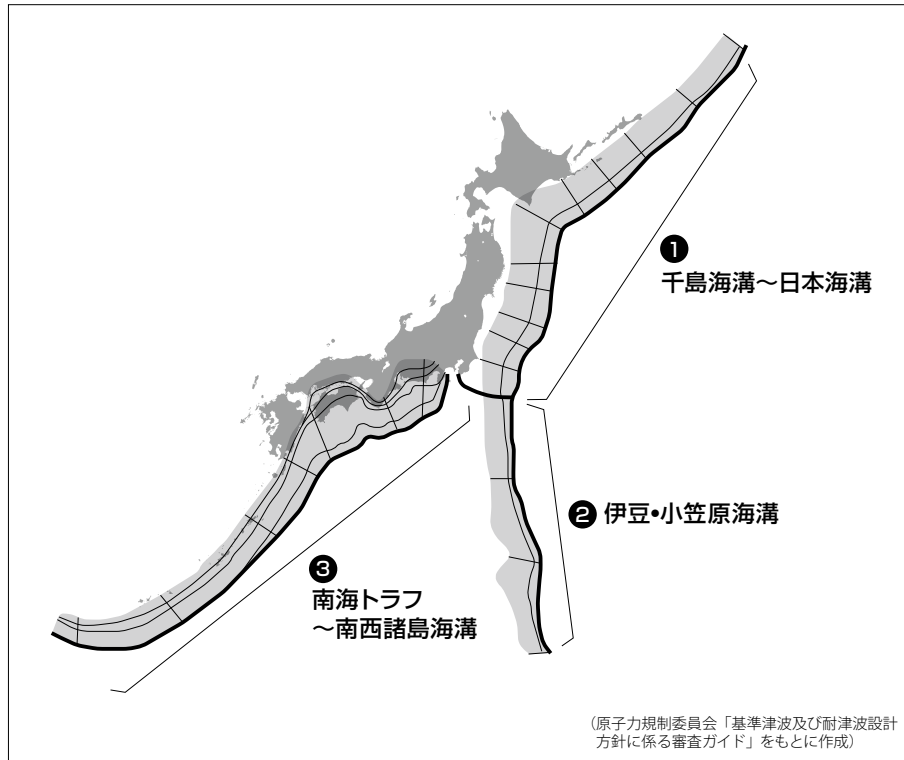 ❶
千島海溝～日本海溝
❷ 伊豆•小笠原海溝
❸
南海トラフ
～南西諸島海溝
（原子力規制委員会「基準津波及び耐津波設計
方針に係る審査ガイド」をもとに作成）